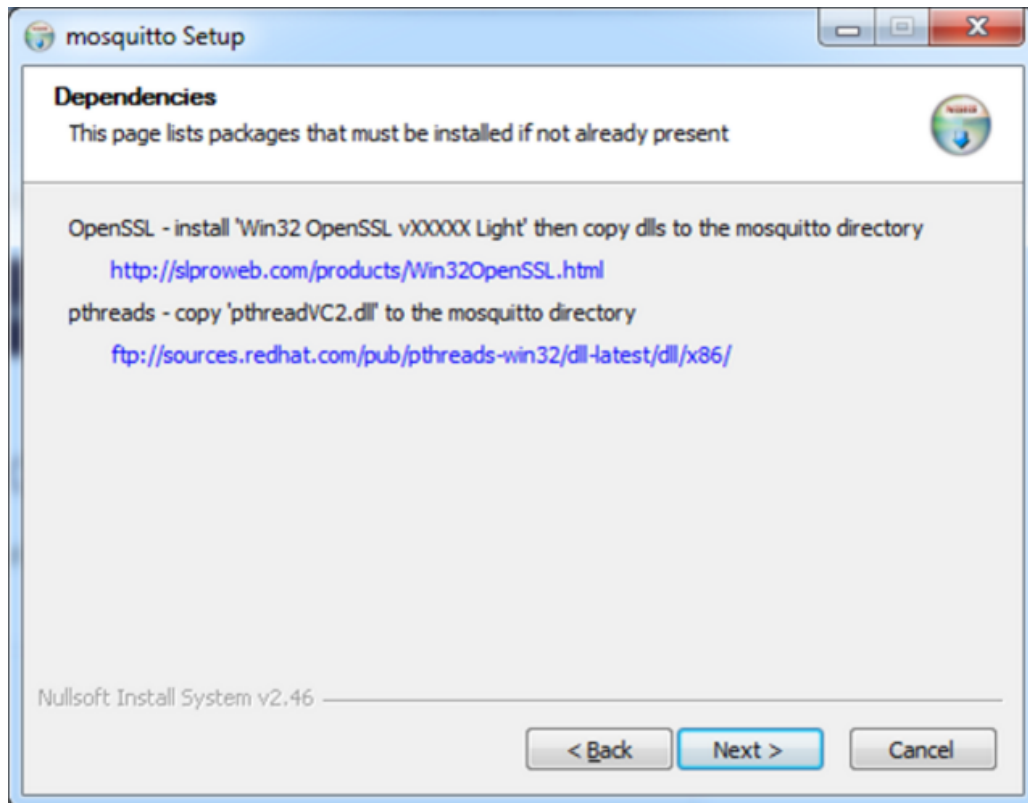 mosquitto Setup
Dependencies
This page lists packages that must be installed if not already present
OpenSSL - install 'Win32 OpenSSL vXXXXX Light' then copy dlls to the mosquitto directory
http://slproweb.com/products/Win32OpenSSL.html
pthreads - copy 'pthreadVC2.dll' to the mosquitto directory
ftp://sources.redhat.com/pub/pthreads-win32/dll-latest/dll/x86/
Nullsoft Install System v2.46
< Back
Next >
Cancel